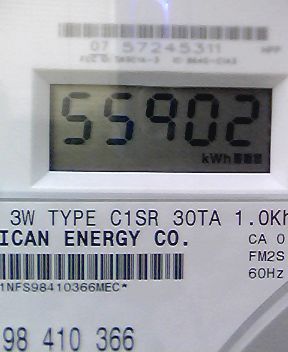 07 57245311
55902
kWh
3W TYPE C1SR 30TA 1.0Kh
ICAN ENERGY CO.
CA 0
FM2S
60Hz
1NFS98410366MEC*
98 410 366